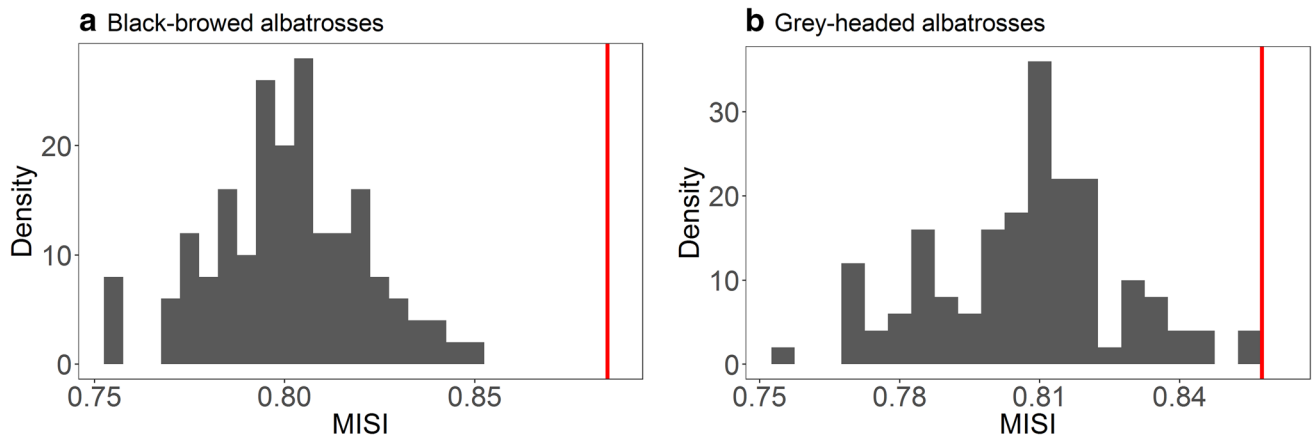 a Black-browed albatrosses
Density
20
10
0
0.75 0.80 0.85
MISI
b Grey-headed albatrosses
Density
30
20
10
0
0.75 0.78 0.81 0.84
MISI